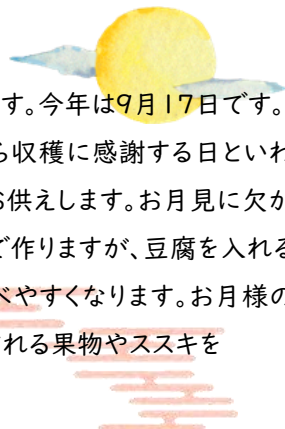 す。今年は9月17日です。
ら収穫に感謝する日といわ
お供えします。お月見に欠か
で作りますが、豆腐を入れる
べやすくなります。お月様の
れる果物やススキを